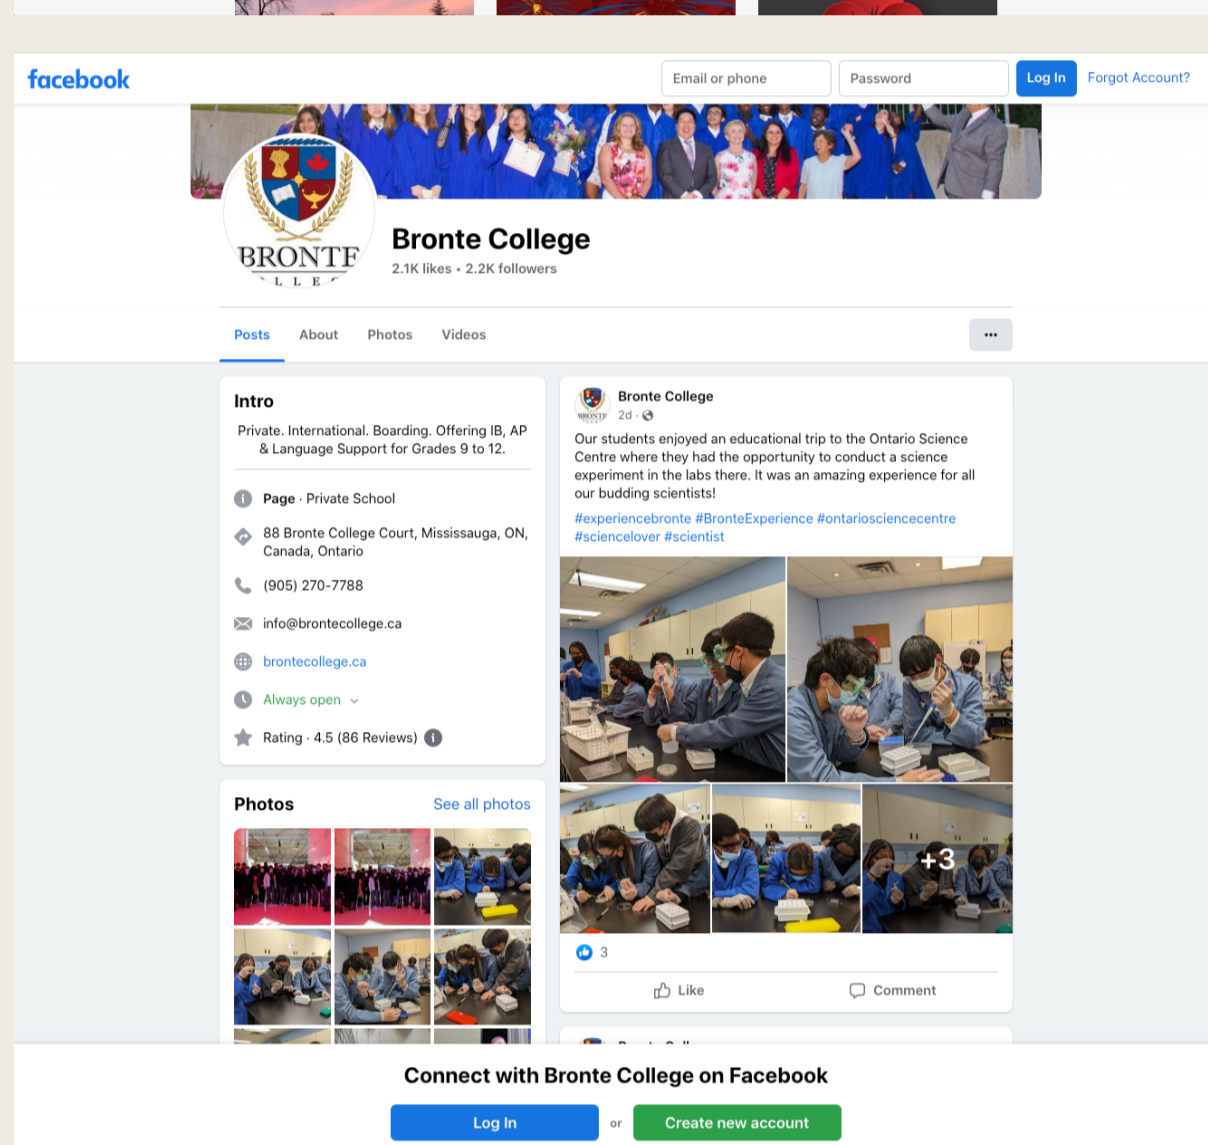 facebook
Email or phone
Password
Log In
Forgot Account?
BRONTE
Bronte College
2.1K likes • 2.2K followers
Posts
About
Photos
Videos
Intro
Private. International. Boarding. Offering IB, AP
& Language Support for Grades 9 to 12.
Page · Private School
88 Bronte College Court, Mississauga, ON,
Canada, Ontario
(905) 270-7788
info@brontecollege.ca
brontecollege.ca
Always open
Rating · 4.5 (86 Reviews)
Photos
See all photos
Bronte College
2d ·
Our students enjoyed an educational trip to the Ontario Science
Centre where they had the opportunity to conduct a science
experiment in the labs there. It was an amazing experience for all
our budding scientists!
#experiencebronte #BronteExperience #ontariosciencecentre
#sciencelover #scientist
+3
3
Like
Comment
Connect with Bronte College on Facebook
Log In
or
Create new account